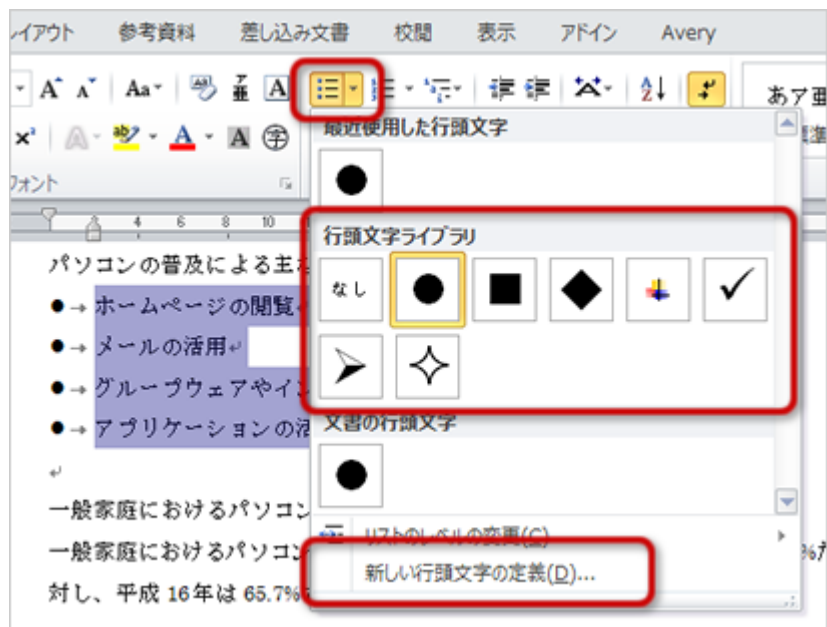 イアウト 参考資料 差し込み文書 校閲 表示 アドイン Avery
Aa
A
字
あア亜
フォント
4 6 8 10
最近使用した行頭文字
行頭文字ライブラリ
なし
文書の行頭文字
リストのレベルの変更(C)
新しい行頭文字の定義(D)...
パソコンの普及による主な
●→ホームページの閲覧
●→メールの活用↵
●→グループウェアやイン
●→アプリケーションの活
↵
一般家庭におけるパソコン
一般家庭におけるパソコン
対し、平成 16年は 65.7%